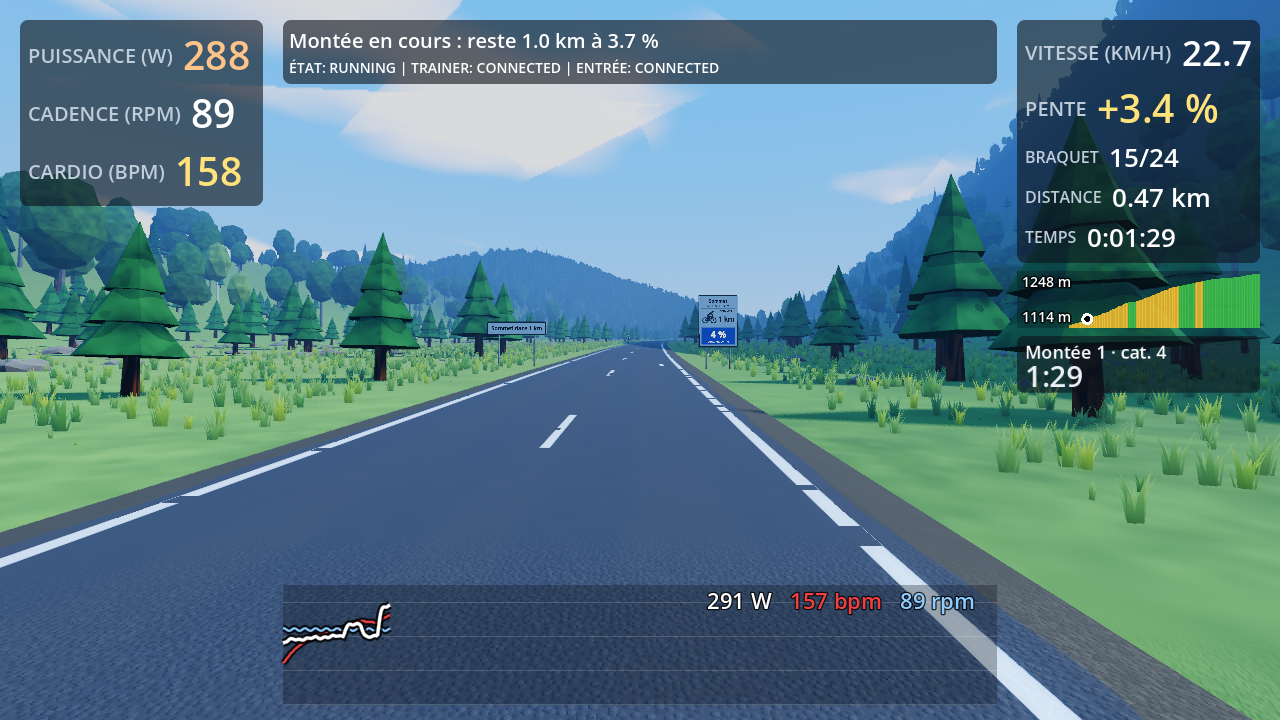 PUISSANCE (W) 288
CADENCE (RPM) 89
CARDIO (BPM) 158
Montée en cours : reste 1.0 km à 3.7 %
ÉTAT: RUNNING | TRAINER: CONNECTED | ENTRÉE: CONNECTED
VITESSE (KM/H) 22.7
PENTE +3.4 %
BRAQUET 15/24
DISTANCE 0.47 km
TEMPS 0:01:29
1248 m
1114 m
Montée 1 · cat. 4
1:29
Sommet dans 1 km
Sommet
1 km
4 %
291 W 157 bpm 89 rpm